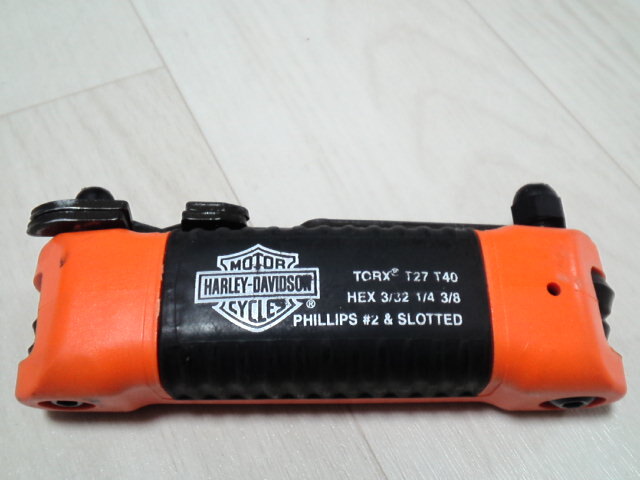 MOTOR
HARLEY-DAVIDSON
CYCLES ®
TORX® T27 T40
HEX 3/32 1/4 3/8
PHILLIPS #2 & SLOTTED